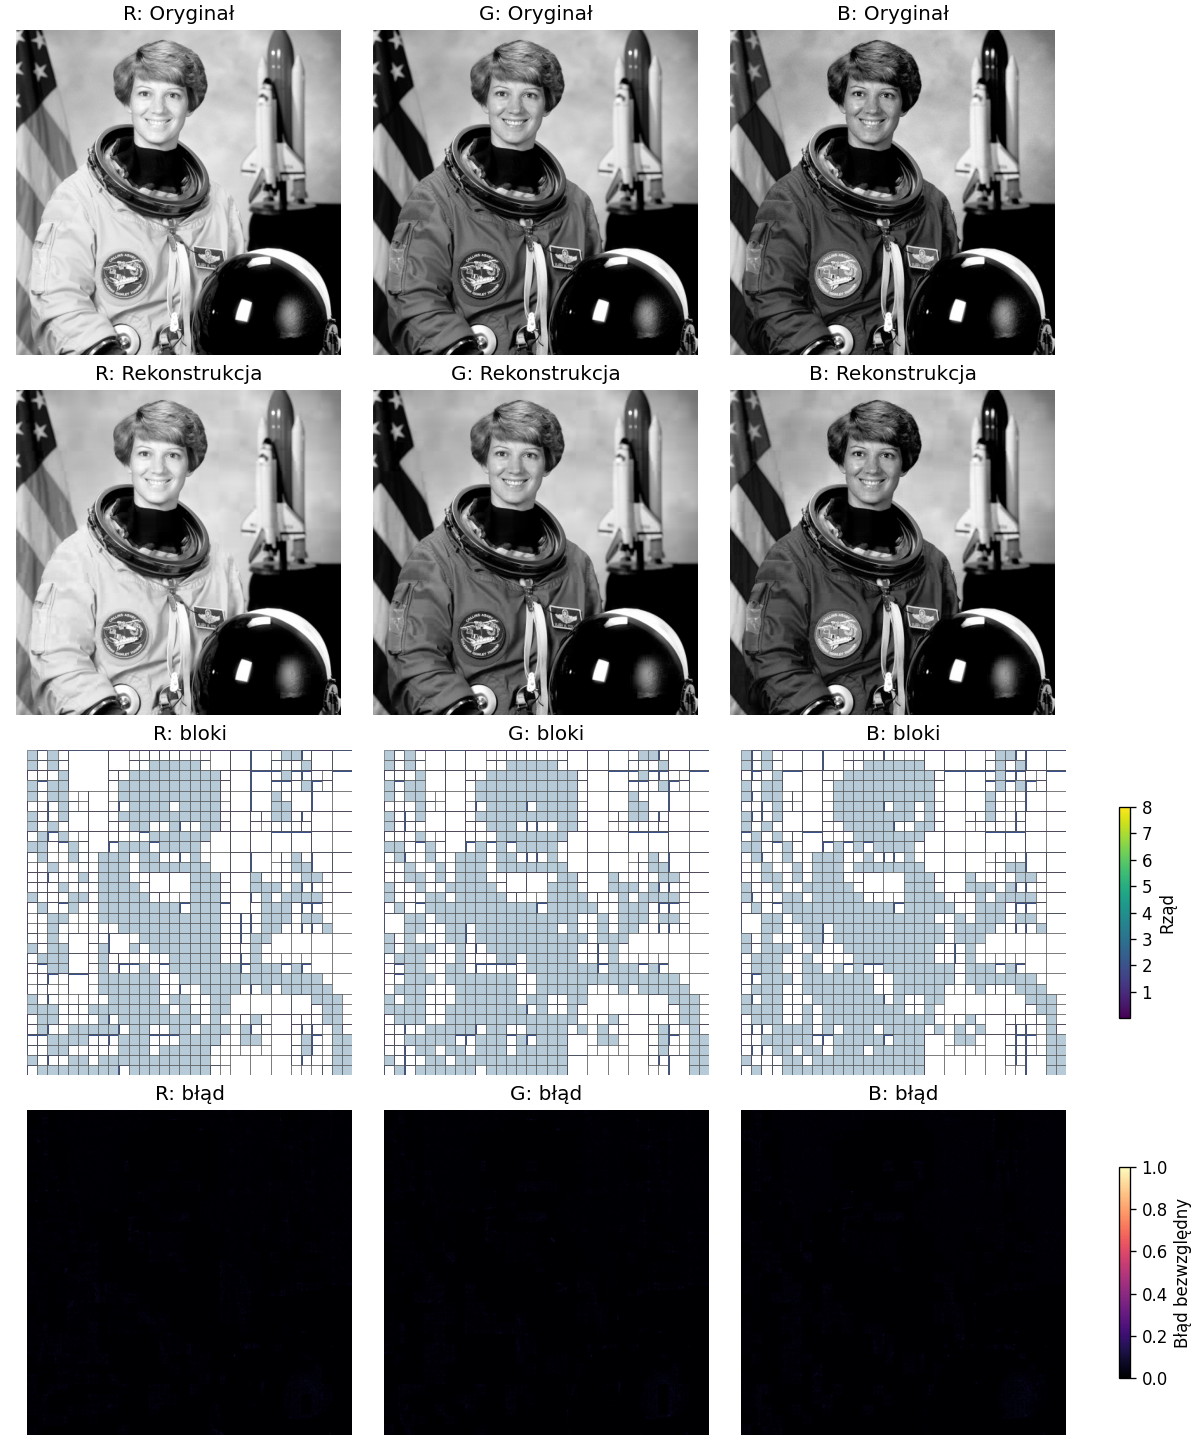 R: Oryginał
G: Oryginał
B: Oryginał
R: Rekonstrukcja
G: Rekonstrukcja
B: Rekonstrukcja
R: bloki
G: bloki
B: bloki
8
7
6
5
4
3
2
1
Rząd
R: błąd
G: błąd
B: błąd
1.0
0.8
0.6
0.4
0.2
0.0
Błąd bezwzględny